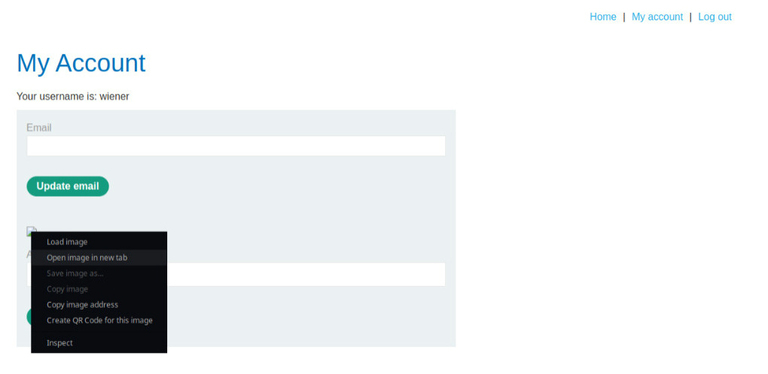 Home | My account | Log out
My Account
Your username is: wiener
Email
Update email
Load image
Open image in new tab
Save image as...
Copy image
Copy image address
Create QR Code for this image
Inspect